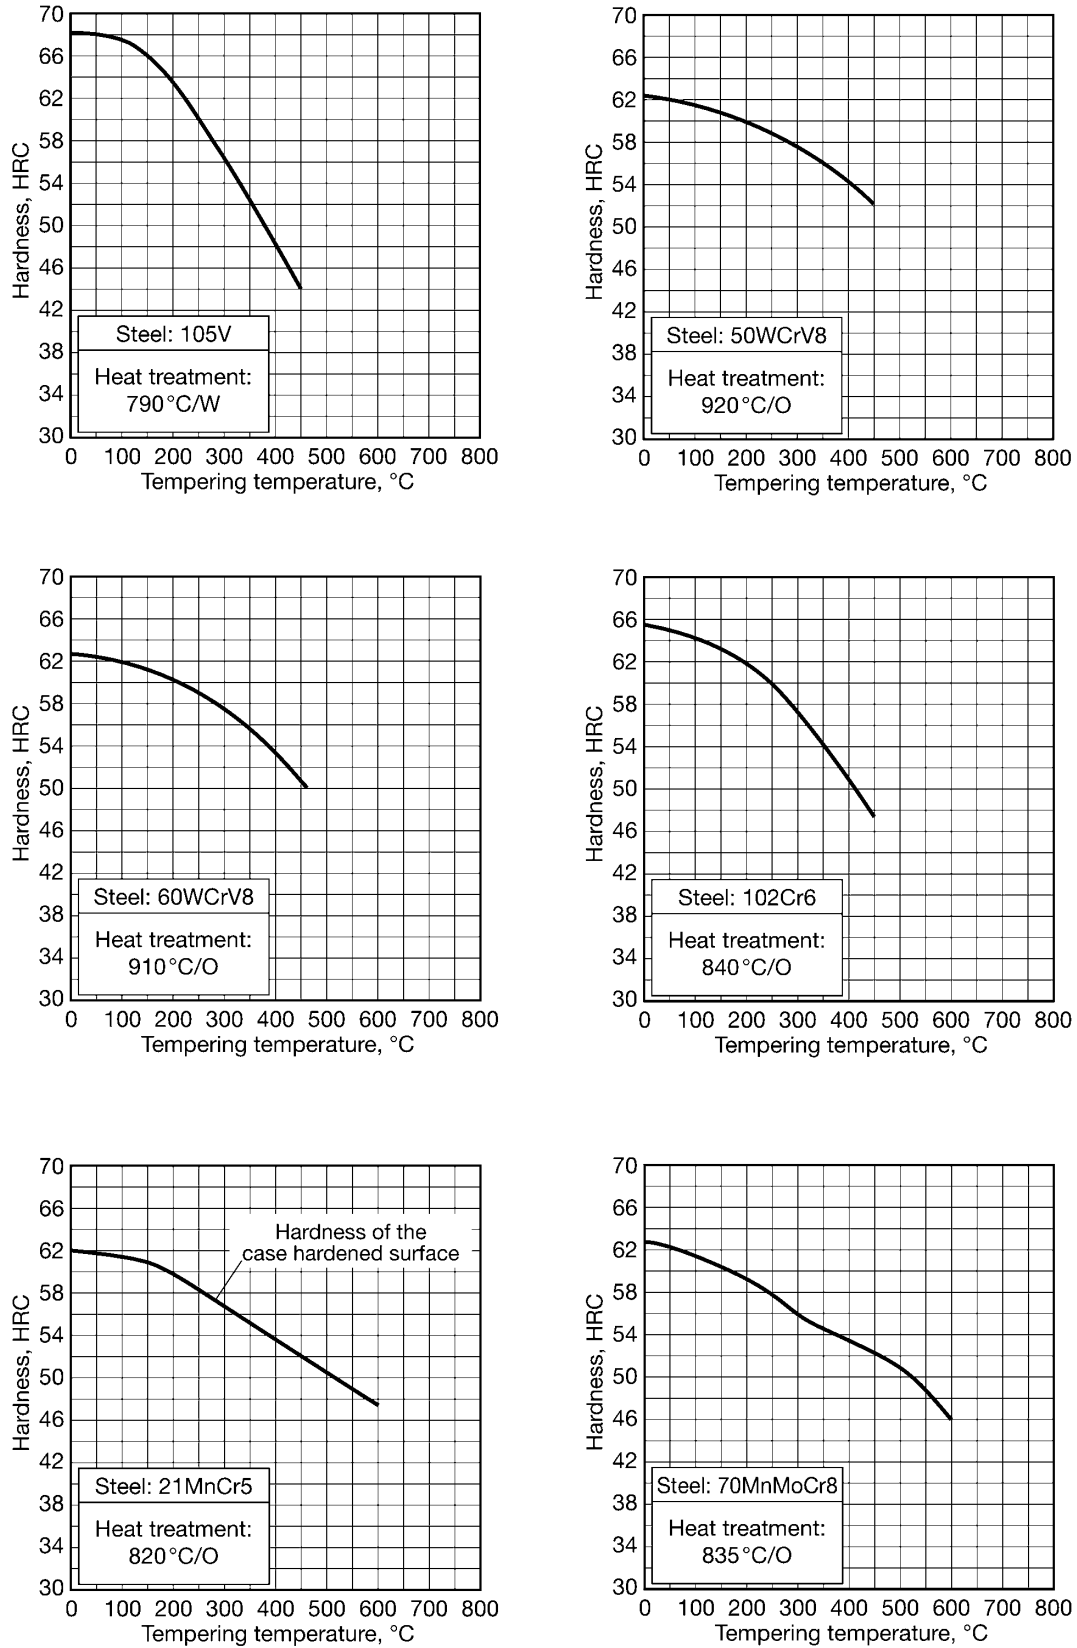 70
66
62
58
54
50
46
42
38
34
30
Hardness, HRC
Steel: 105V
Heat treatment:
790°C/W
0 100 200 300 400 500 600 700 800
Tempering temperature, °C
70
66
62
58
54
50
46
42
38
34
30
Hardness, HRC
Steel: 50WCrV8
Heat treatment:
920°C/O
0 100 200 300 400 500 600 700 800
Tempering temperature, °C
70
66
62
58
54
50
46
42
38
34
30
Hardness, HRC
Steel: 60WCrV8
Heat treatment:
910°C/O
0 100 200 300 400 500 600 700 800
Tempering temperature, °C
70
66
62
58
54
50
46
42
38
34
30
Hardness, HRC
Steel: 102Cr6
Heat treatment:
840°C/O
0 100 200 300 400 500 600 700 800
Tempering temperature, °C
70
66
62
58
54
50
46
42
38
34
30
Hardness, HRC
Hardness of the
case hardened surface
Steel: 21MnCr5
Heat treatment:
820°C/O
0 100 200 300 400 500 600 700 800
Tempering temperature, °C
70
66
62
58
54
50
46
42
38
34
30
Hardness, HRC
Steel: 70MnMoCr8
Heat treatment:
835°C/O
0 100 200 300 400 500 600 700 800
Tempering temperature, °C